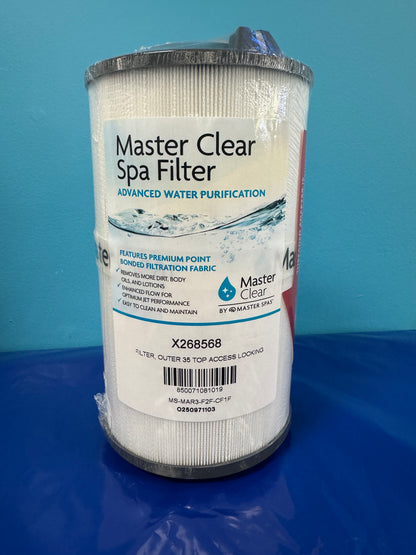 Master Clear
Spa Filter
ADVANCED WATER PURIFICATION
FEATURES PREMIUM POINT
BONDED FILTRATION FABRIC
✓ REMOVES MORE DIRT, BODY
OILS, AND LOTIONS
✓ ENHANCED FLOW FOR
OPTIMUM JET PERFORMANCE
✓ EASY TO CLEAN AND MAINTAIN
Master
Clear
BY MASTER SPAS
X268568
FILTER, OUTER 35 TOP ACCESS LOCKING
850071081019
MS-MAR3-F2F-CF1F
O250971103